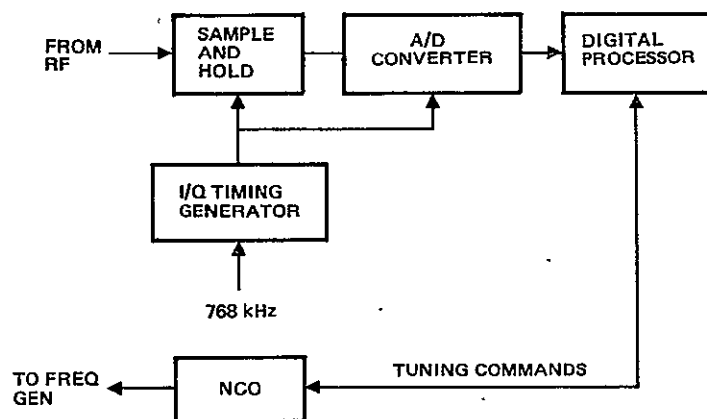 FROM
RF
SAMPLE
AND
HOLD
A/D
CONVERTER
DIGITAL
PROCESSOR
I/Q TIMING
GENERATOR
768 kHz
TO FREQ
GEN
NCO
TUNING COMMANDS